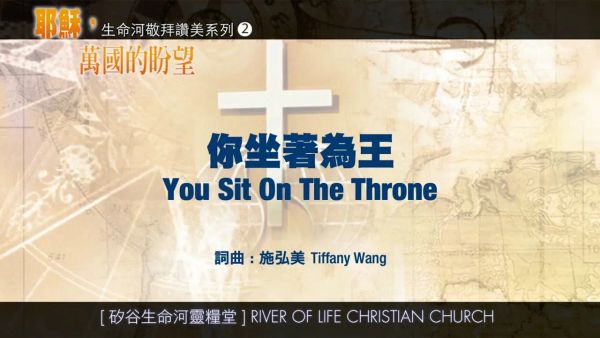 耶穌, 生命河敬拜讚美系列❷
萬國的盼望
你坐著為王
You Sit On The Throne
詞曲：施弘美 Tiffany Wang
[ 矽谷生命河靈糧堂 ] RIVER OF LIFE CHRISTIAN CHURCH